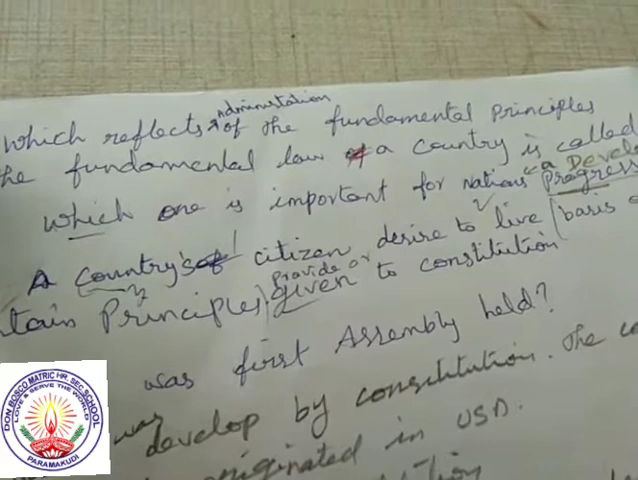 administration
which reflects of the fundamental principles
the fundamental law of a country is called
which one is important for nations a Develo
Progress
A country's citizen desire to live basis
provide or
tain Principles given to constitution
was first Assembly held?
was develop by constitution. The co
originated in USA.
DON BOSCO MATRIC HR. SEC. SCHOOL
LOVE & SERVE THE WORLD
PARAMAKUDI